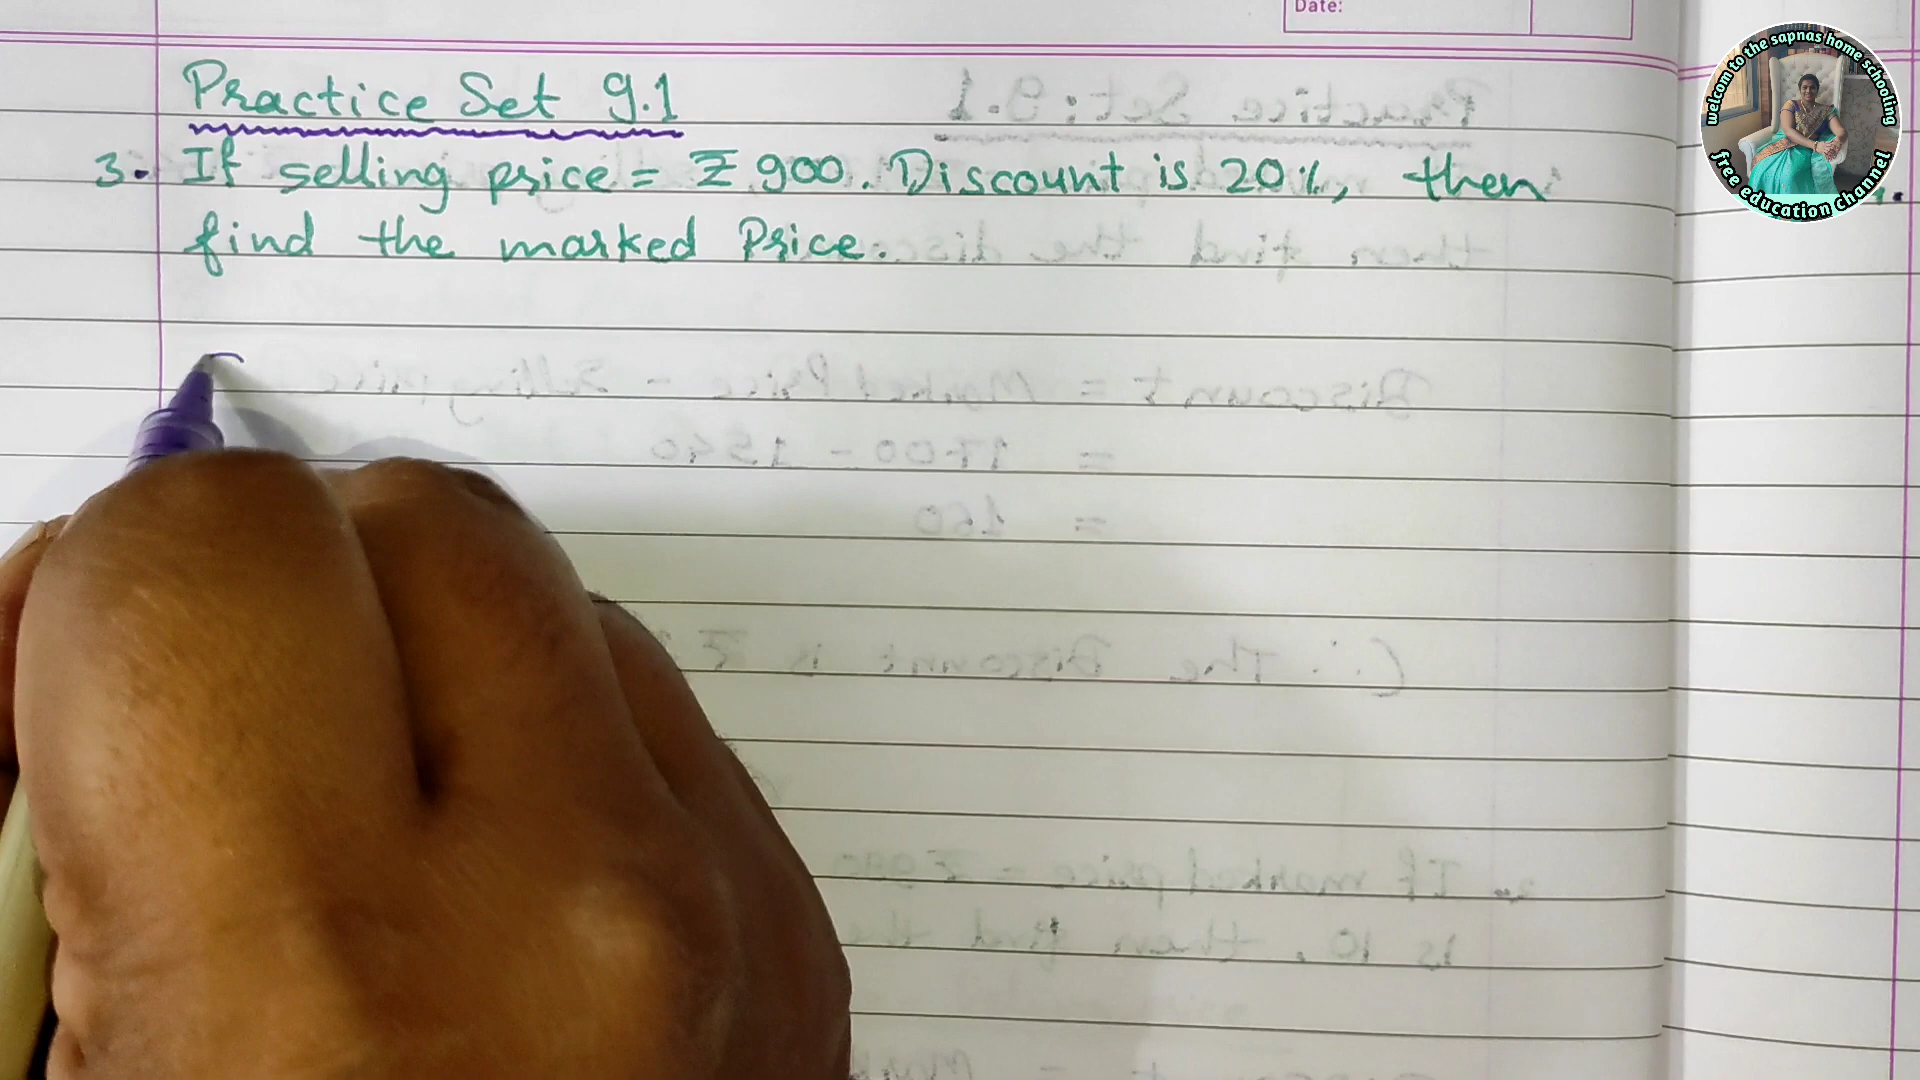 Date:
Practice Set 9.1
3. If selling price = ₹ 900. Discount is 20%, then
find the marked Price.
welcom to the sapnas home schooling
free education channel